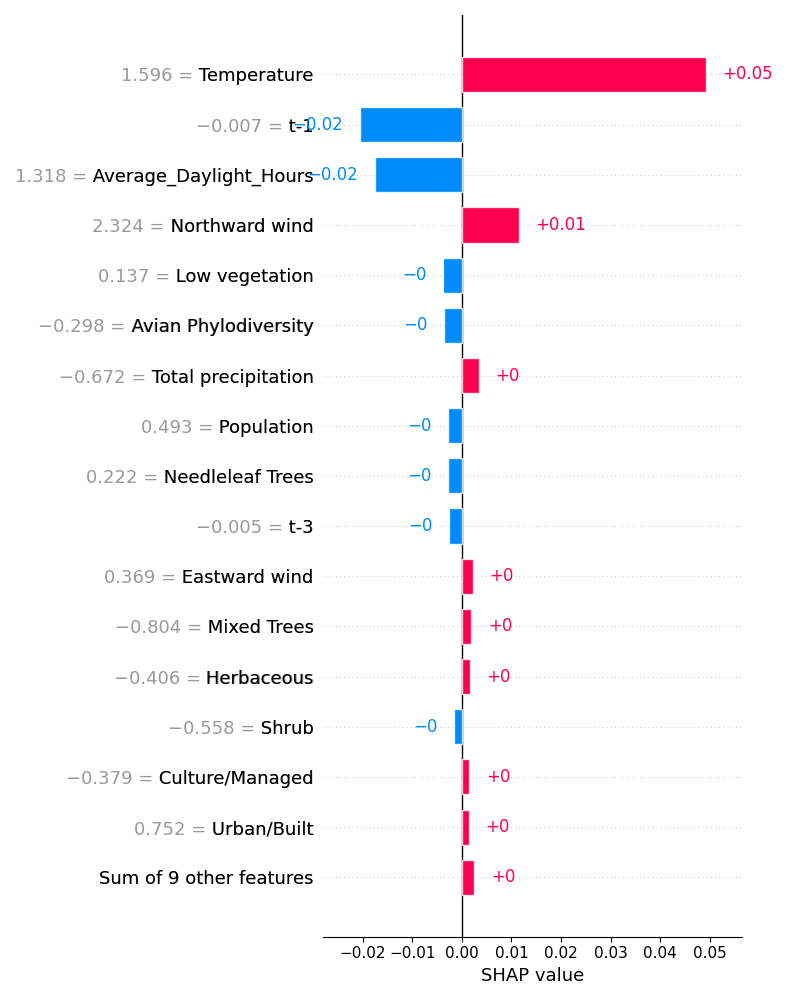 1.596 = Temperature +0.05
−0.007 = t-1 −0.02
1.318 = Average_Daylight_Hours −0.02
2.324 = Northward wind +0.01
0.137 = Low vegetation −0
−0.298 = Avian Phylodiversity −0
−0.672 = Total precipitation +0
0.493 = Population −0
0.222 = Needleleaf Trees −0
−0.005 = t-3 −0
0.369 = Eastward wind +0
−0.804 = Mixed Trees +0
−0.406 = Herbaceous +0
−0.558 = Shrub −0
−0.379 = Culture/Managed +0
0.752 = Urban/Built +0
Sum of 9 other features +0
−0.02 −0.01 0.00 0.01 0.02 0.03 0.04 0.05
SHAP value